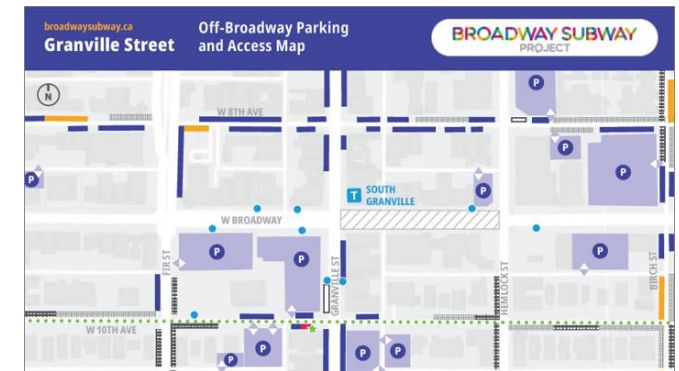 broadwaysubway.ca
Granville Street
Off-Broadway Parking
and Access Map
BROADWAY SUBWAY
PROJECT
N
P
W 8TH AVE
P
P
P
T
SOUTH
GRANVILLE
P
W BROADWAY
P
P
P
FIR ST
GRANVILLE ST
HEMLOCK ST
BIRCH ST
W 10TH AVE
P
P
P
P